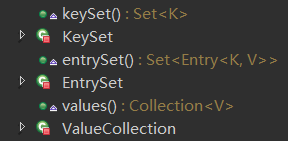 keySet() : Set<K>
KeySet
entrySet() : Set<Entry<K, V>>
EntrySet
values() : Collection<V>
ValueCollection